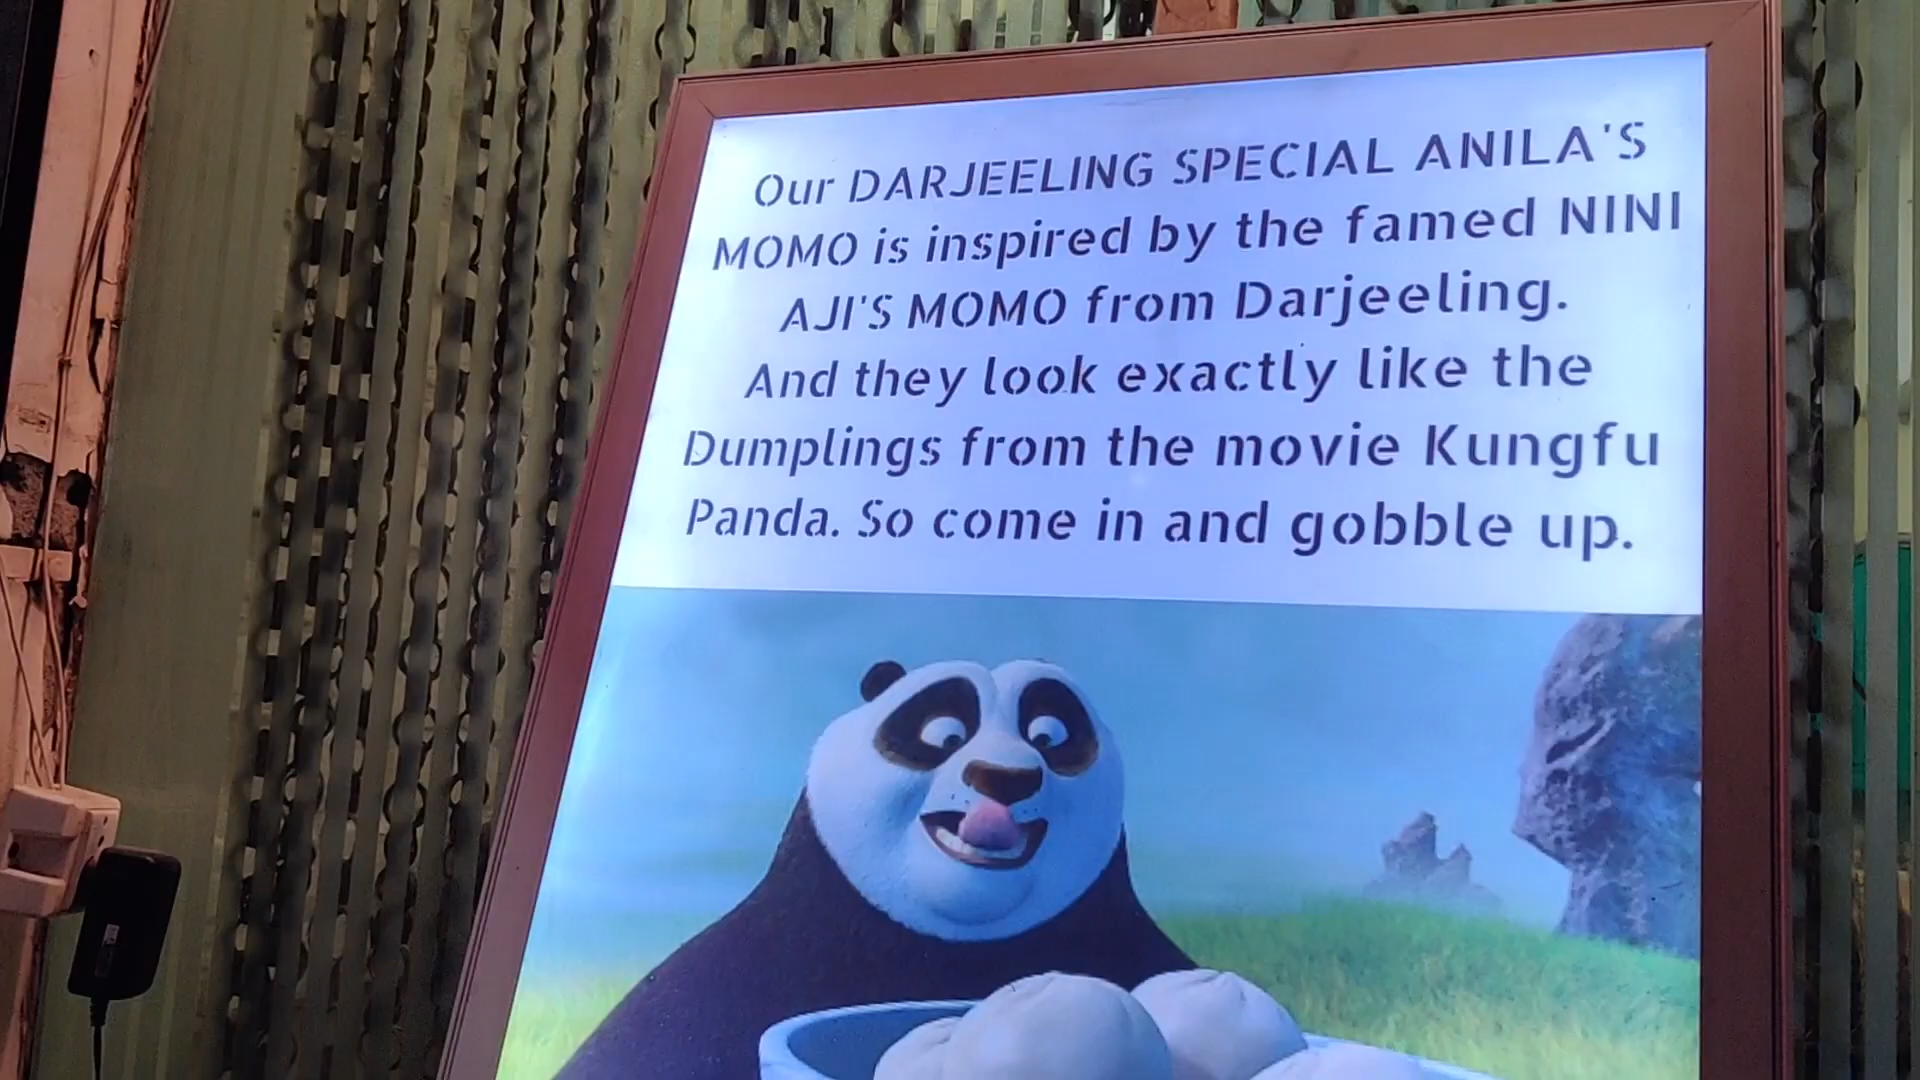 Our DARJEELING SPECIAL ANILA'S
MOMO is inspired by the famed NINI
AJI'S MOMO from Darjeeling.
And they look exactly like the
Dumplings from the movie Kungfu
Panda. So come in and gobble up.